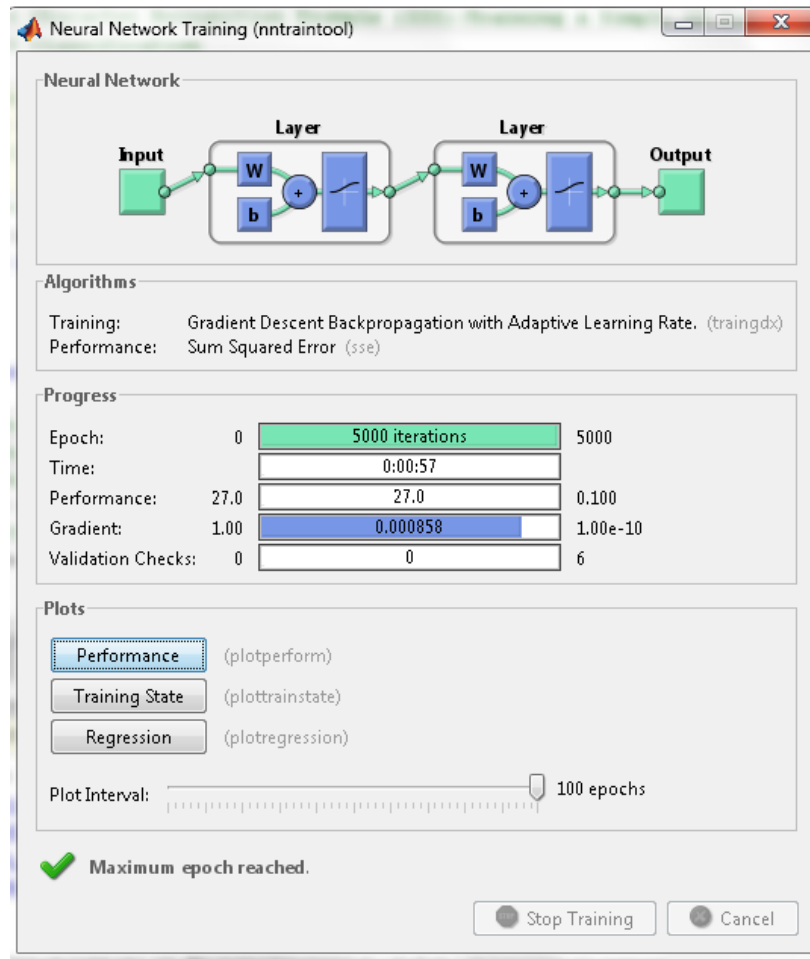 Neural Network Training (nntraintool)
Neural Network
Layer Layer
Input Output
W W
+ +
b b
Algorithms
Training: Gradient Descent Backpropagation with Adaptive Learning Rate. (traingdx)
Performance: Sum Squared Error (sse)
Progress
Epoch: 0 5000 iterations 5000
Time: 0:00:57
Performance: 27.0 27.0 0.100
Gradient: 1.00 0.000858 1.00e-10
Validation Checks: 0 0 6
Plots
Performance (plotperform)
Training State (plottrainstate)
Regression (plotregression)
Plot Interval: 100 epochs
Maximum epoch reached.
Stop Training Cancel